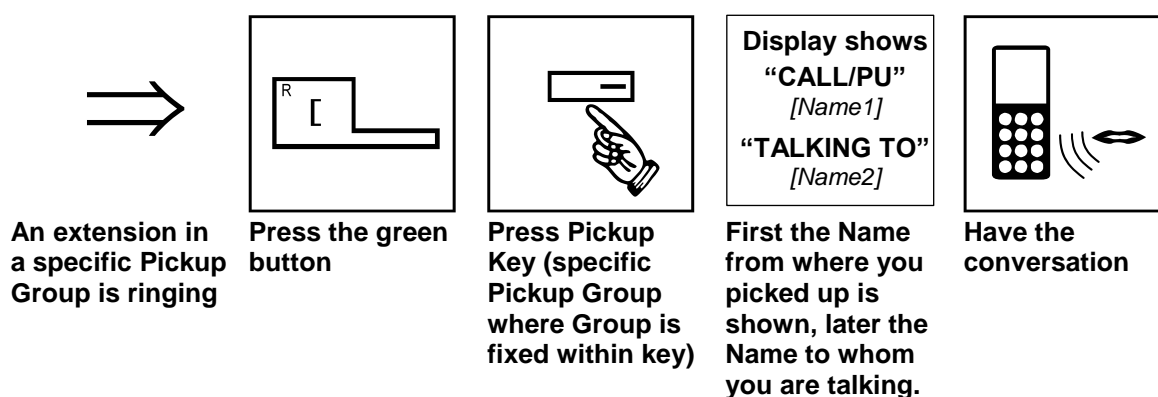 R
[
Display shows
“CALL/PU”
[Name1]
“TALKING TO”
[Name2]
An extension in
a specific Pickup
Group is ringing
Press the green
button
Press Pickup
Key (specific
Pickup Group
where Group is
fixed within key)
First the Name
from where you
picked up is
shown, later the
Name to whom
you are talking.
Have the
conversation